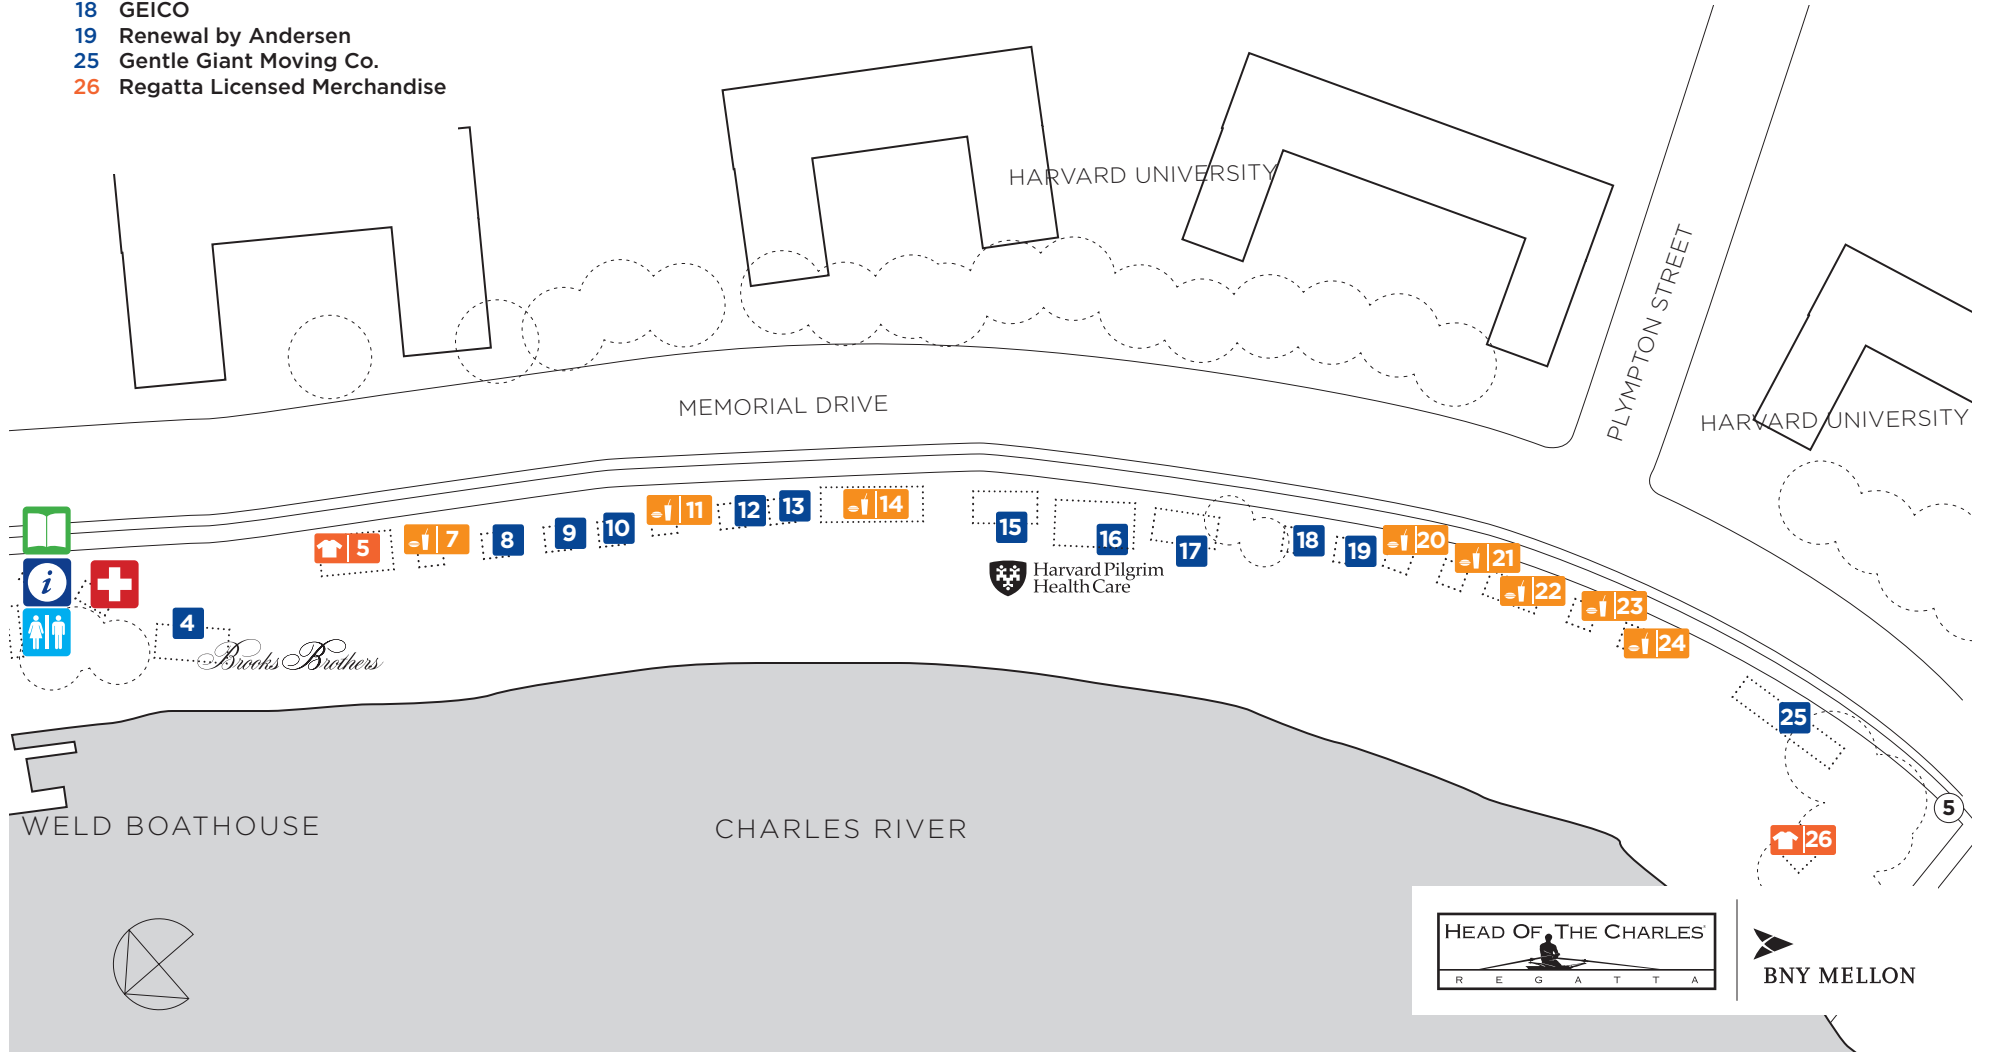 18 GEICO
19 Renewal by Andersen
25 Gentle Giant Moving Co.
26 Regatta Licensed Merchandise
HARVARD UNIVERSITY
PLYMPTON STREET
MEMORIAL DRIVE
HARVARD UNIVERSITY
i
4
5
7
8
9
10
11
12
13
14
15
16
17
18
19
20
21
22
23
24
25
26
5
Harvard Pilgrim
Health Care
Brooks Brothers
WELD BOATHOUSE
CHARLES RIVER
HEAD OF THE CHARLES®
REGATTA
BNY MELLON